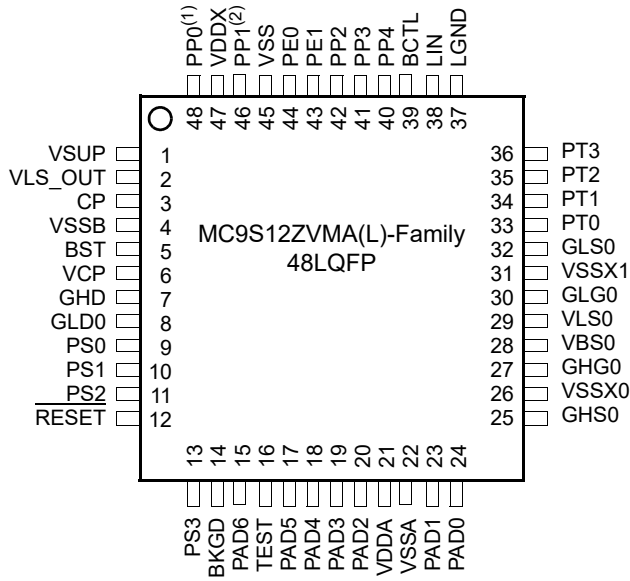 PP0(1)
VDDX
PP1(2)
VSS
PE0
PE1
PP2
PP3
PP4
BCTL
LIN
LGND
48
47
46
45
44
43
42
41
40
39
38
37
VSUP 1
VLS_OUT 2
CP 3
VSSB 4
BST 5
VCP 6
GHD 7
GLD0 8
PS0 9
PS1 10
PS2 11
RESET 12
MC9S12ZVMA(L)-Family
48LQFP
36 PT3
35 PT2
34 PT1
33 PT0
32 GLS0
31 VSSX1
30 GLG0
29 VLS0
28 VBS0
27 GHG0
26 VSSX0
25 GHS0
13
14
15
16
17
18
19
20
21
22
23
24
PS3
BKGD
PAD6
TEST
PAD5
PAD4
PAD3
PAD2
VDDA
VSSA
PAD1
PAD0